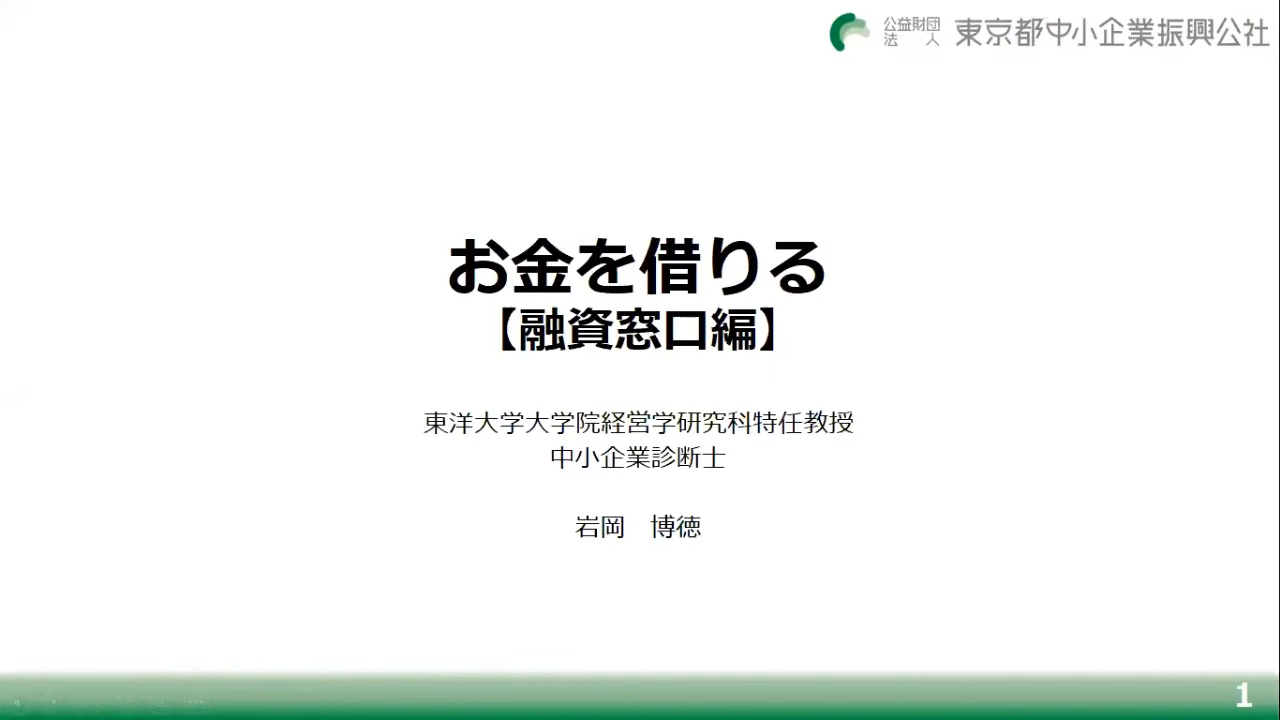 公益財団
法　人
東京都中小企業振興公社
お金を借りる
【融資窓口編】
東洋大学大学院経営学研究科特任教授
中小企業診断士
岩岡　博徳
1